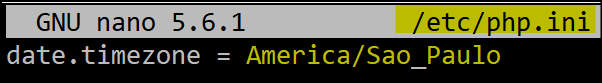 GNU nano 5.6.1 /etc/php.ini
date.timezone = America/Sao_Paulo